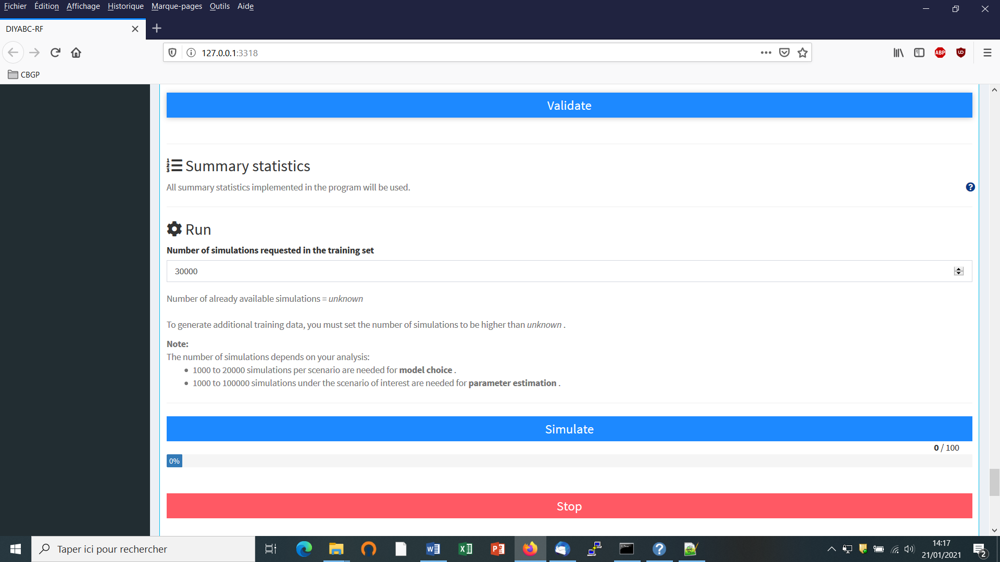 Fichier Édition Affichage Historique Marque-pages Outils Aide
DIYABC-RF
127.0.0.1:3318
ABP
CBGP
Validate
Summary statistics
All summary statistics implemented in the program will be used.
Run
Number of simulations requested in the training set
30000
Number of already available simulations = unknown
To generate additional training data, you must set the number of simulations to be higher than unknown .
Note:
The number of simulations depends on your analysis:
1000 to 20000 simulations per scenario are needed for model choice .
1000 to 100000 simulations under the scenario of interest are needed for parameter estimation .
Simulate
0 / 100
0%
Stop
Taper ici pour rechercher
14:17
21/01/2021
2